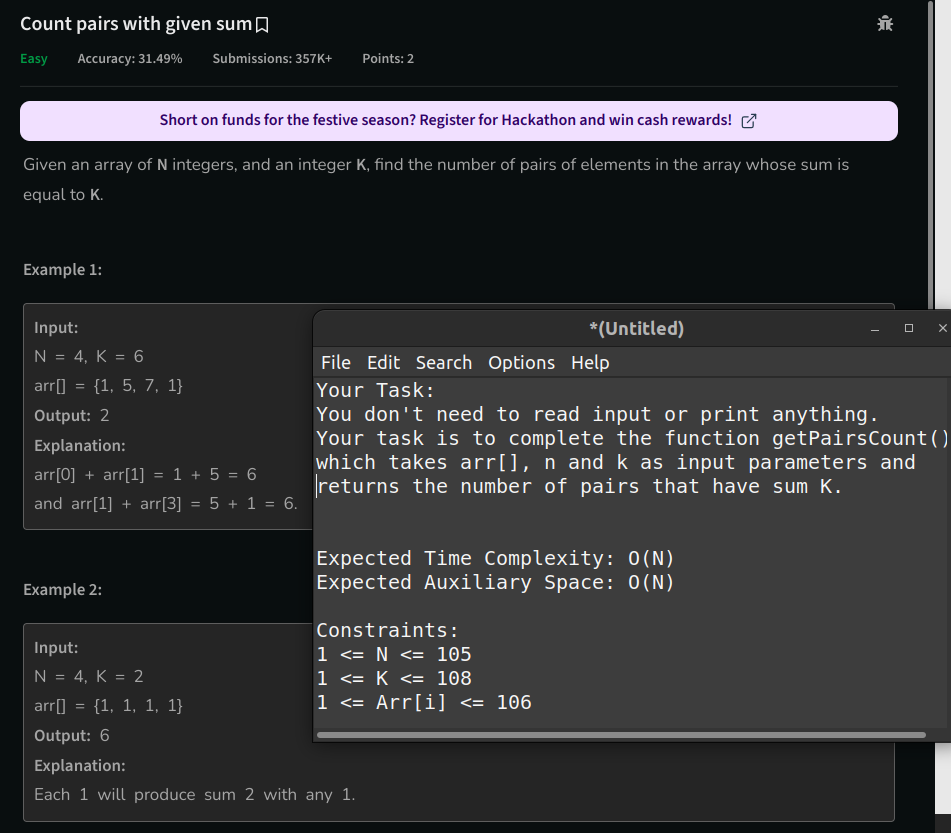 Count pairs with given sum
Easy Accuracy: 31.49% Submissions: 357K+ Points: 2
Short on funds for the festive season? Register for Hackathon and win cash rewards!
Given an array of N integers, and an integer K, find the number of pairs of elements in the array whose sum is
equal to K.
Example 1:
Input:
N = 4, K = 6
arr[] = {1, 5, 7, 1}
Output: 2
Explanation:
arr[0] + arr[1] = 1 + 5 = 6
and arr[1] + arr[3] = 5 + 1 = 6.
Example 2:
Input:
N = 4, K = 2
arr[] = {1, 1, 1, 1}
Output: 6
Explanation:
Each 1 will produce sum 2 with any 1.
*(Untitled)
File Edit Search Options Help
Your Task:
You don't need to read input or print anything.
Your task is to complete the function getPairsCount()
which takes arr[], n and k as input parameters and
returns the number of pairs that have sum K.
Expected Time Complexity: O(N)
Expected Auxiliary Space: O(N)
Constraints:
1 <= N <= 105
1 <= K <= 108
1 <= Arr[i] <= 106